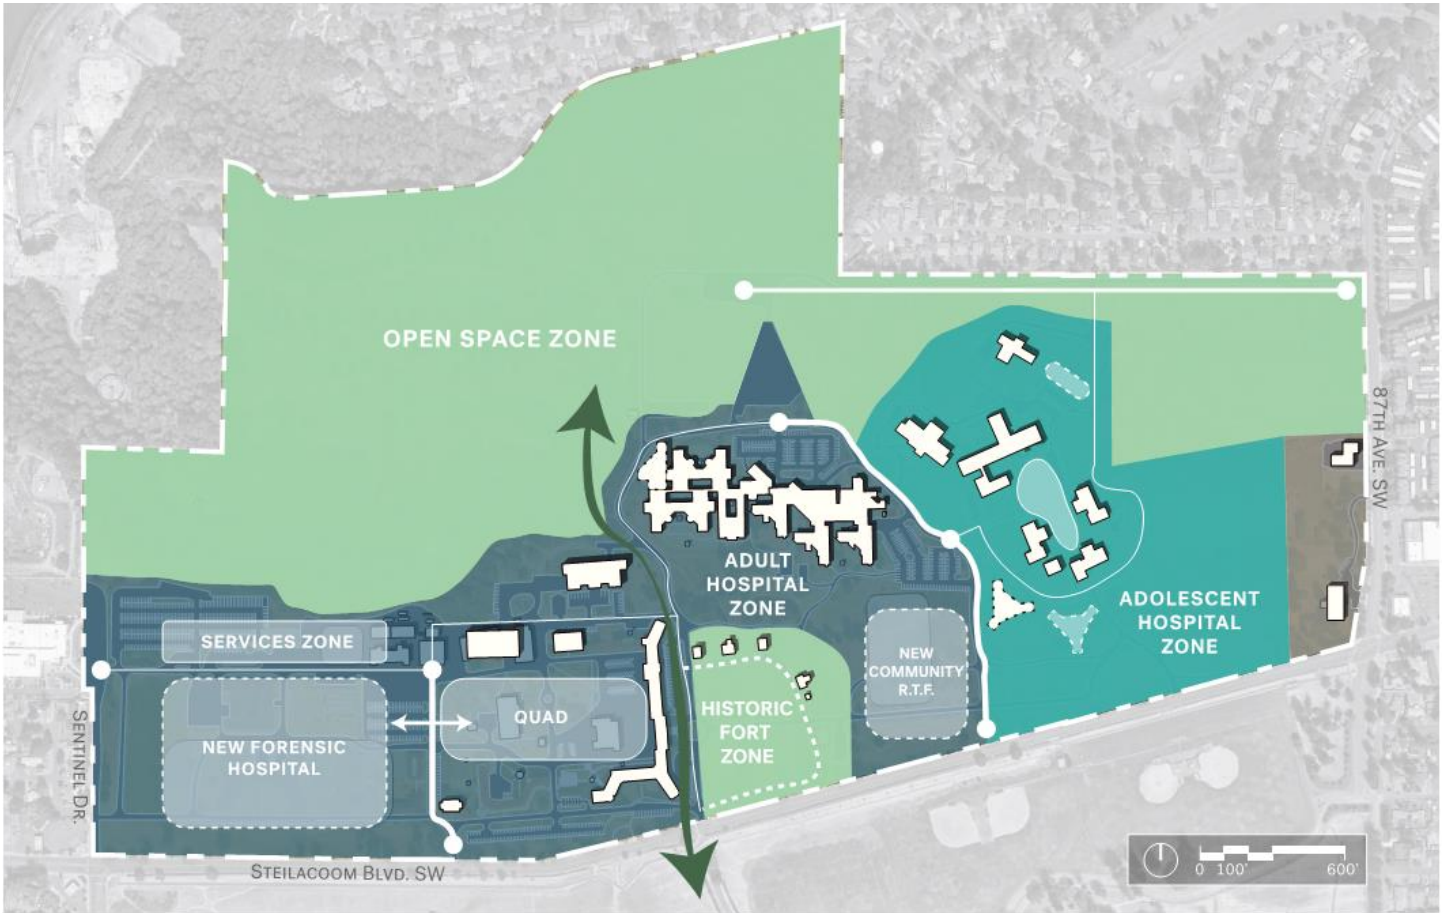 OPEN SPACE ZONE
87TH AVE. SW
ADULT
HOSPITAL
ZONE
ADOLESCENT
HOSPITAL
ZONE
SERVICES ZONE
NEW
COMMUNITY
R.T.F.
QUAD
HISTORIC
FORT
ZONE
NEW FORENSIC
HOSPITAL
SENTINEL DR.
STEILACOOM BLVD. SW
0 100' 600'